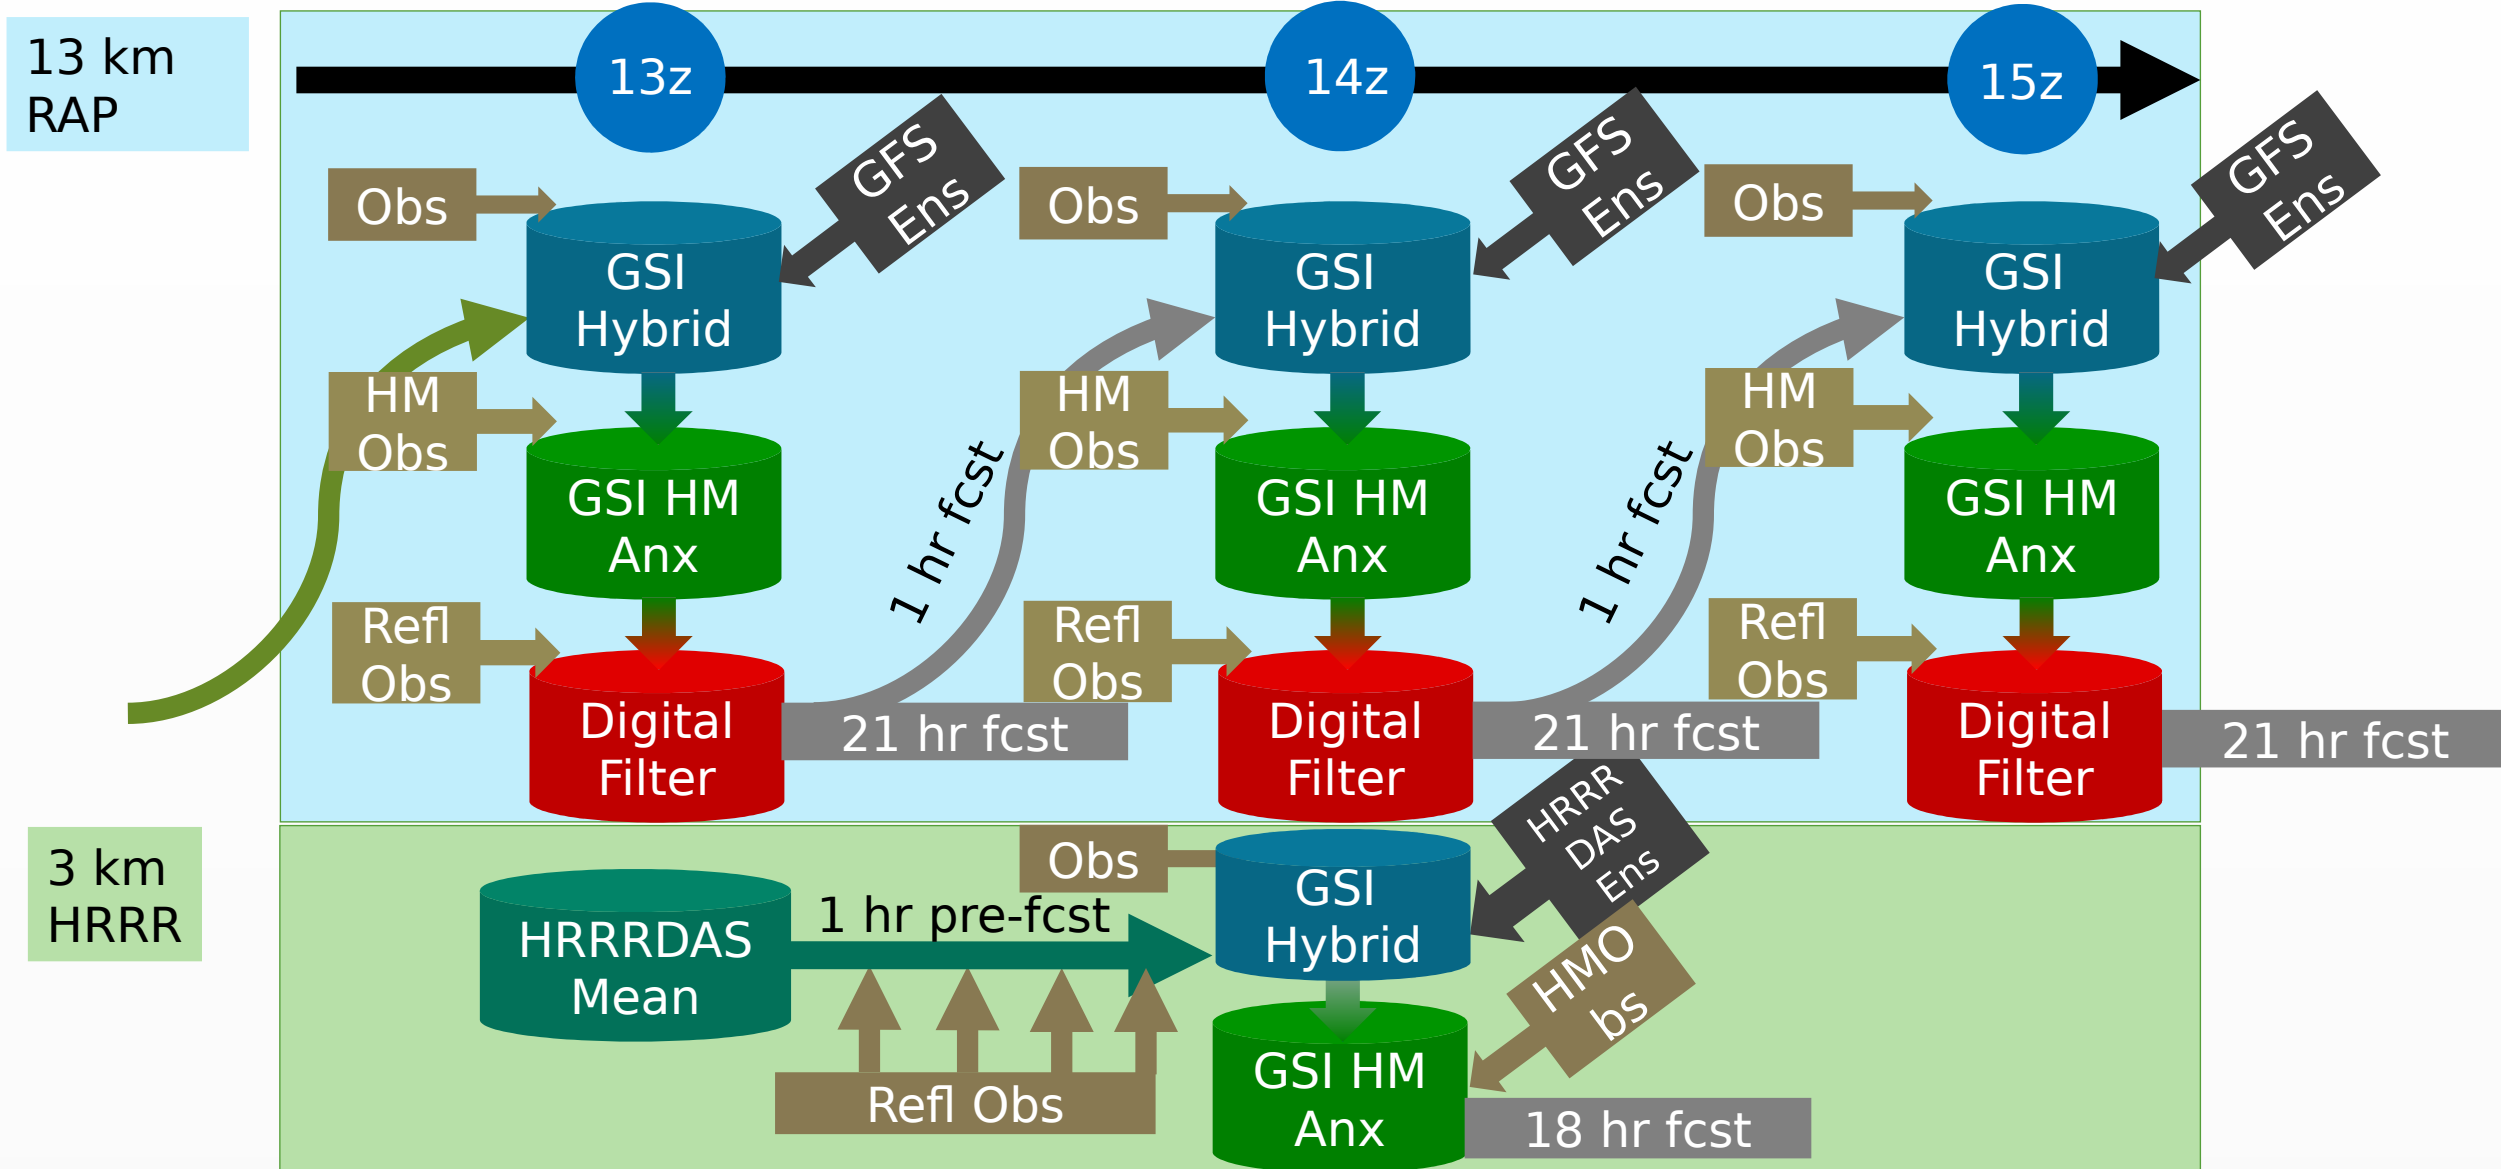 13 km
RAP
13z
14z
15z
Obs
GFS
Ens
Obs
GFS
Ens
Obs
GFS
Ens
GSI
Hybrid
GSI
Hybrid
GSI
Hybrid
HM
Obs
HM
Obs
HM
Obs
GSI HM
Anx
1 hr fcst
GSI HM
Anx
1 hr fcst
GSI HM
Anx
Refl
Obs
Refl
Obs
Refl
Obs
Digital
Filter
21 hr fcst
Digital
Filter
21 hr fcst
Digital
Filter
21 hr fcst
3 km
HRRR
Obs
GSI
Hybrid
HRRR
DAS
Ens
HRRRDAS
Mean
1 hr pre-fcst
HMO
bs
Refl Obs
GSI HM
Anx
18 hr fcst